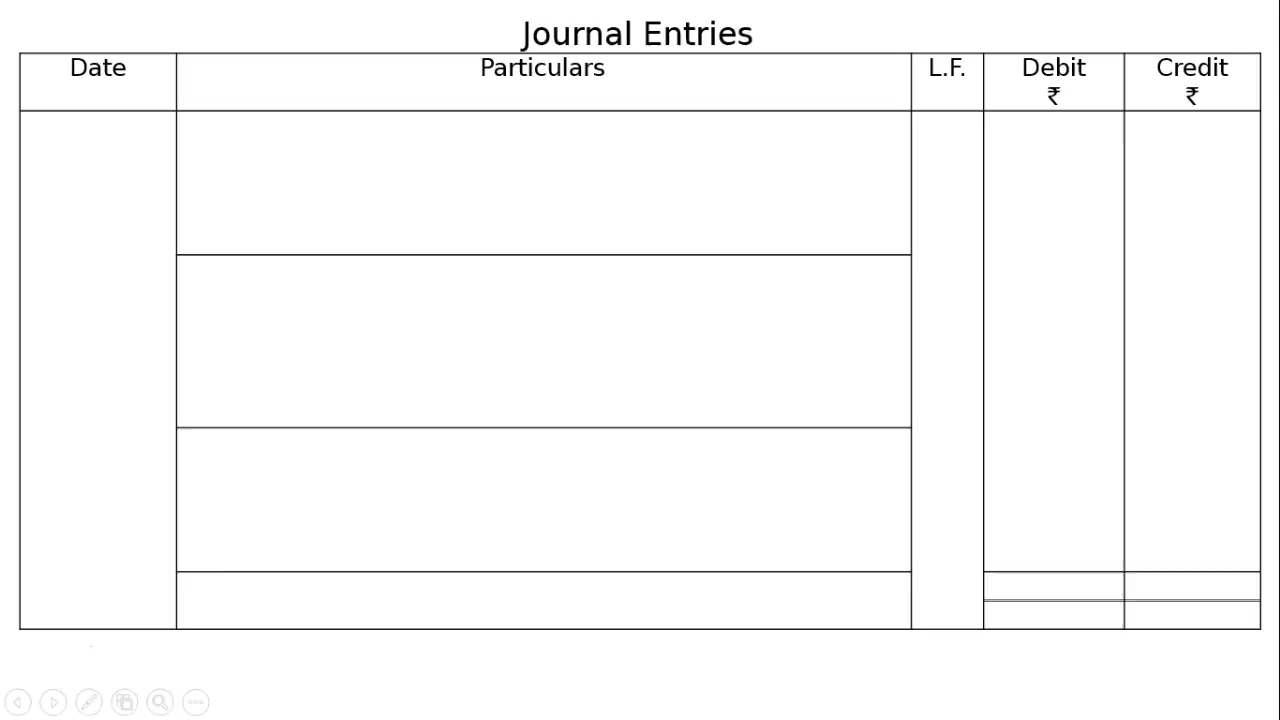 Journal Entries
Date Particulars L.F. Debit Credit
₹ ₹